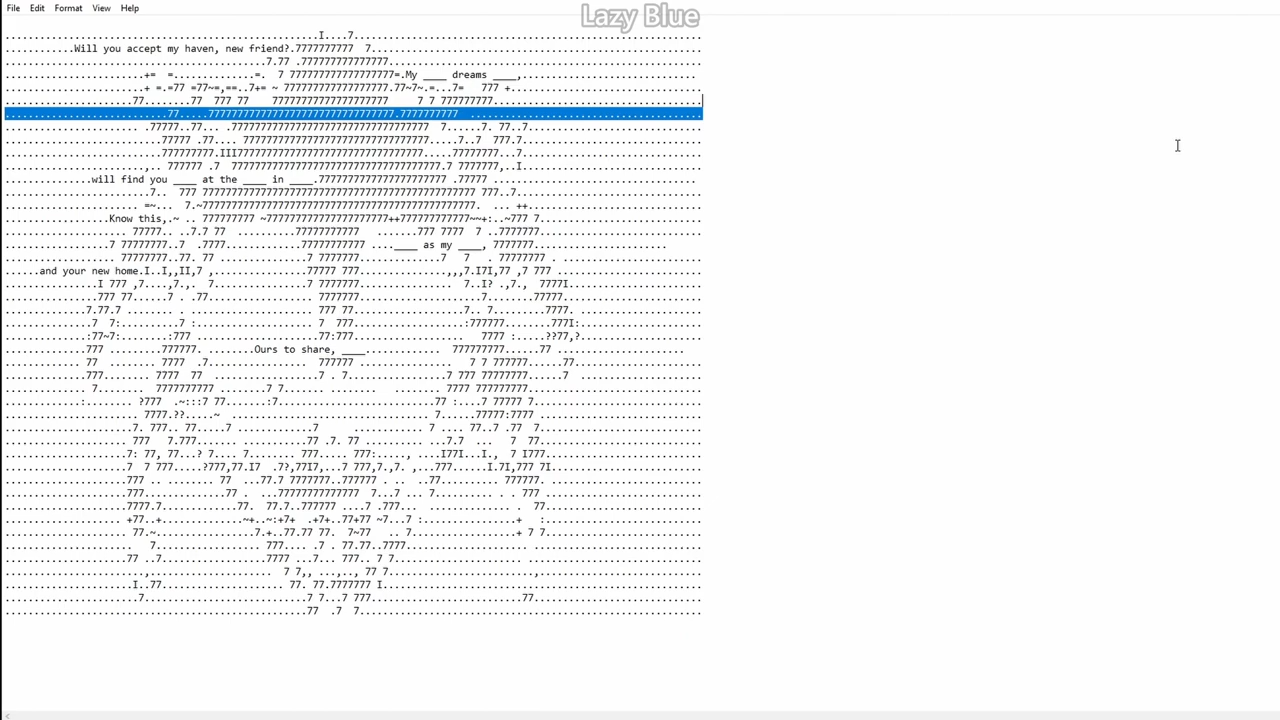 Lazy Blue
File Edit Format View Help
Will you accept my haven, new friend?
My ____ dreams ____,
will find you ____ at the ____ in ____.
Know this,
____ as my ____,
and your new home.
Ours to share, ____.